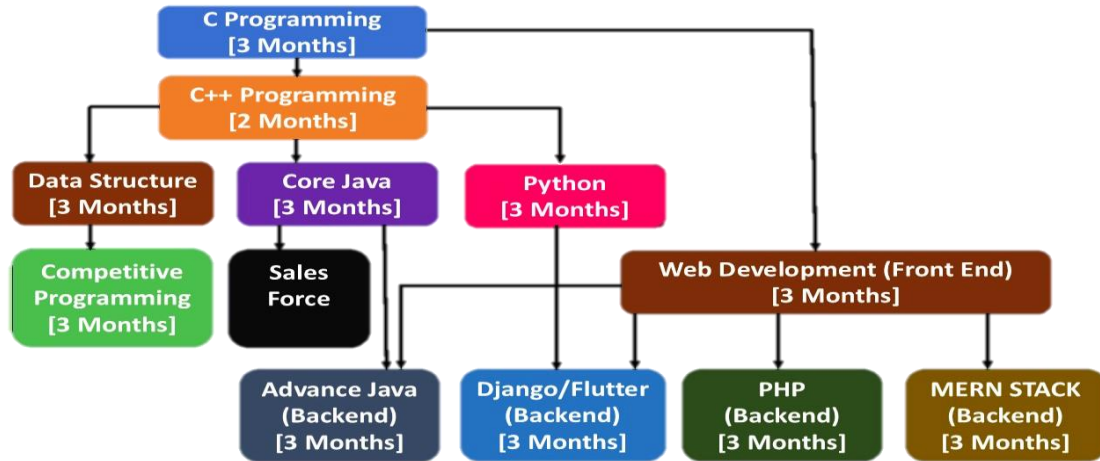 C Programming
[3 Months]
C++ Programming
[2 Months]
Data Structure
[3 Months]
Core Java
[3 Months]
Python
[3 Months]
Competitive
Programming
[3 Months]
Sales
Force
Web Development (Front End)
[3 Months]
Advance Java
(Backend)
[3 Months]
Django/Flutter
(Backend)
[3 Months]
PHP
(Backend)
[3 Months]
MERN STACK
(Backend)
[3 Months]